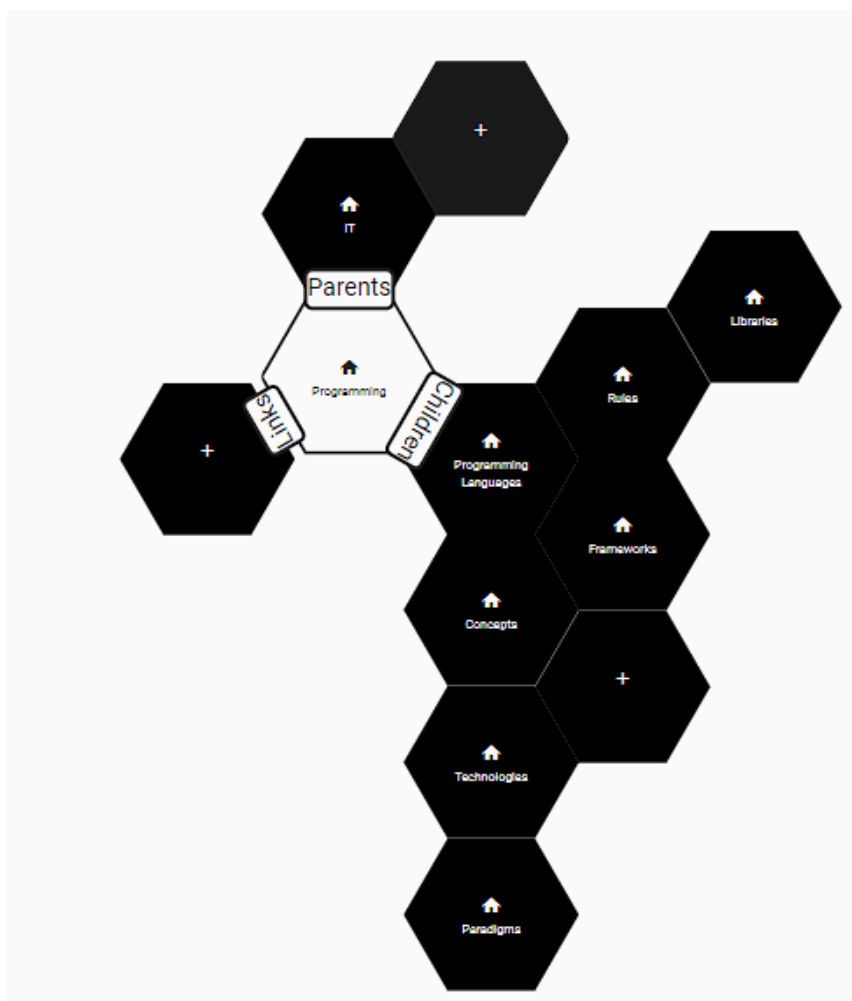 +
IT
Parents
Libraries
Programming
Rules
Links
Children
+
Programming
Languages
Frameworks
Concepts
+
Technologies
Paradigms